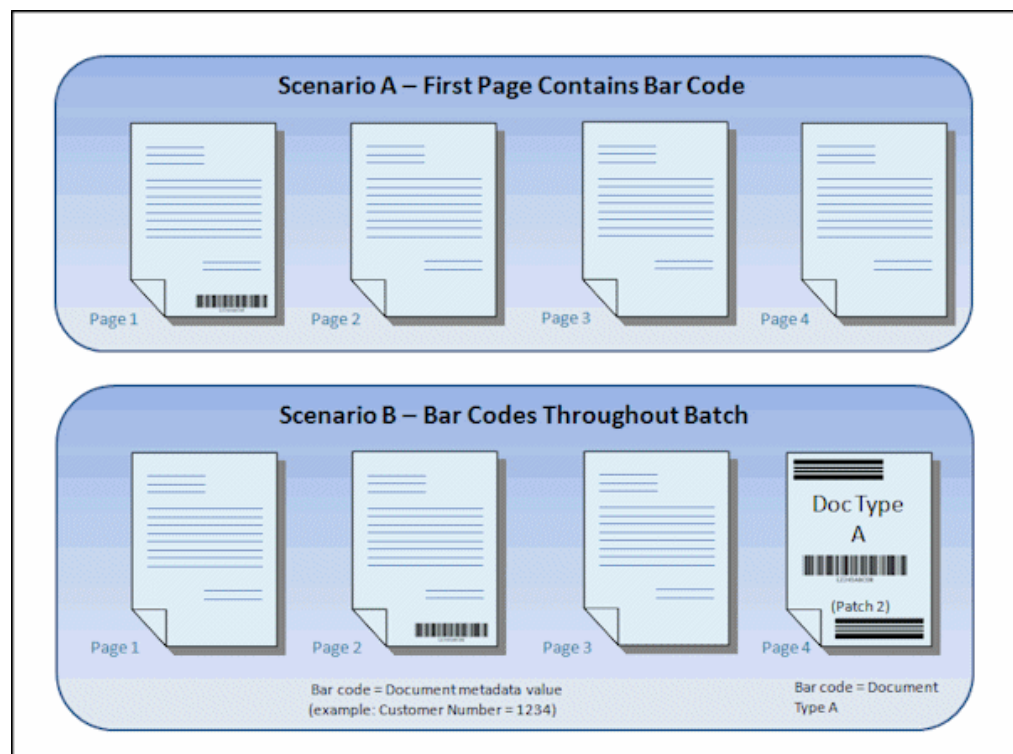 Scenario A – First Page Contains Bar Code
Page 1
Page 2
Page 3
Page 4
Scenario B – Bar Codes Throughout Batch
Doc Type
A
(Patch 2)
Page 1
Page 2
Page 3
Page 4
Bar code = Document metadata value
(example: Customer Number = 1234)
Bar code = Document
Type A